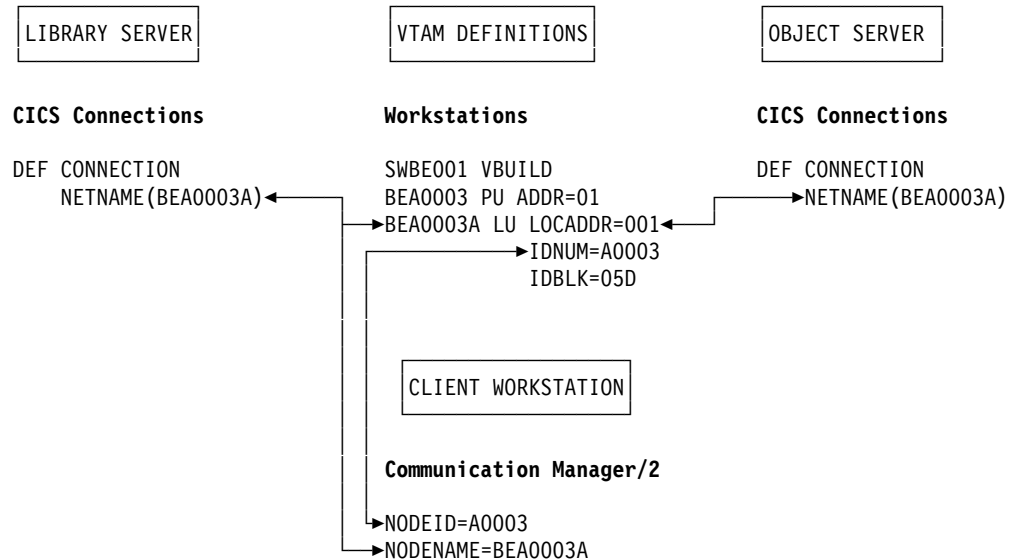 LIBRARY SERVER
VTAM DEFINITIONS
OBJECT SERVER
CICS Connections
Workstations
CICS Connections
DEF CONNECTION
SWBE001 VBUILD
DEF CONNECTION
NETNAME(BEA0003A)
BEA0003 PU ADDR=01
NETNAME(BEA0003A)
BEA0003A LU LOCADDR=001
IDNUM=A0003
IDBLK=05D
CLIENT WORKSTATION
Communication Manager/2
NODEID=A0003
NODENAME=BEA0003A